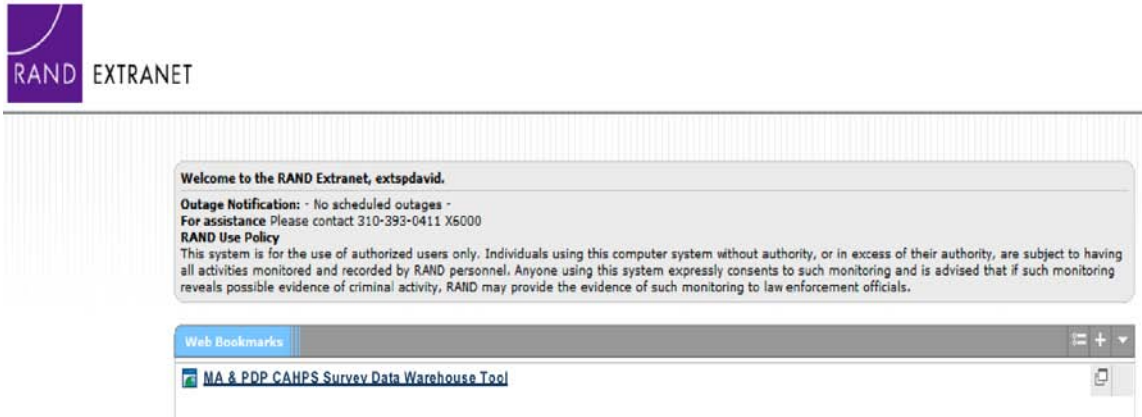 RAND EXTRANET
Welcome to the RAND Extranet, extspdavid.
Outage Notification: - No scheduled outages -
For assistance Please contact 310-393-0411 X6000
RAND Use Policy
This system is for the use of authorized users only. Individuals using this computer system without authority, or in excess of their authority, are subject to having
all activities monitored and recorded by RAND personnel. Anyone using this system expressly consents to such monitoring and is advised that if such monitoring
reveals possible evidence of criminal activity, RAND may provide the evidence of such monitoring to law enforcement officials.
Web Bookmarks
MA & PDP CAHPS Survey Data Warehouse Tool